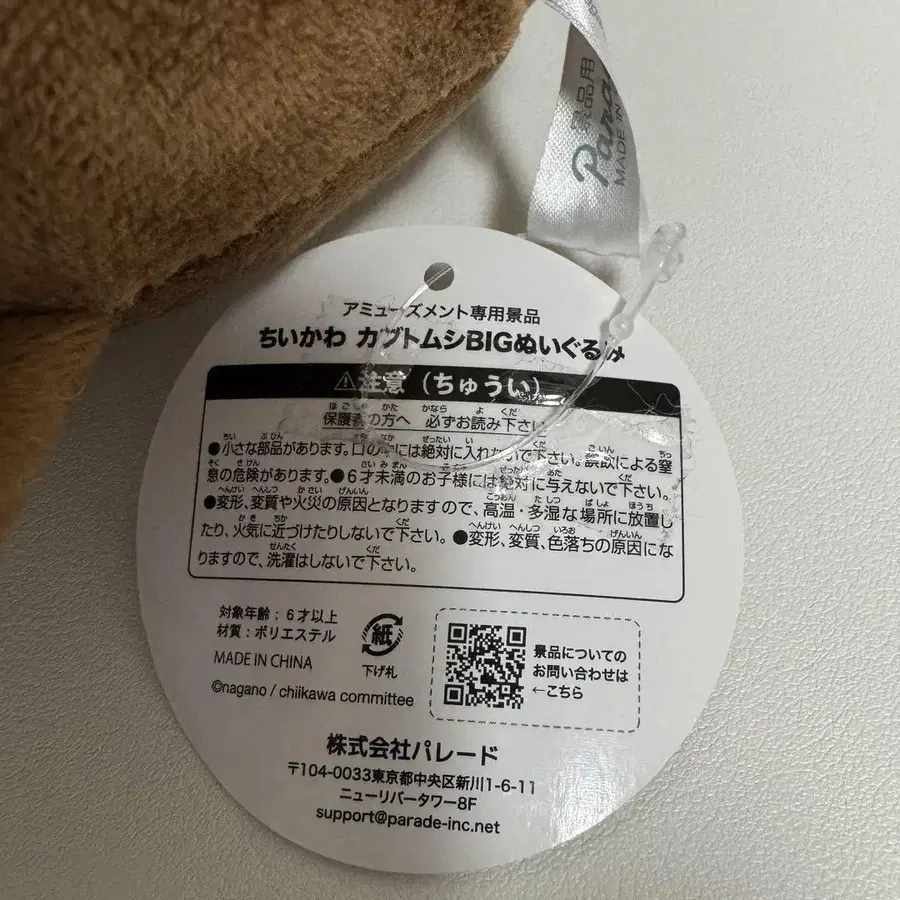 景品用
Para
MADE IN
アミューズメント専用景品
ちいかわ カブトムシBIGぬいぐるみ
⚠注意（ちゅうい）
保護者の方へ 必ずお読み下さい
●小さな部品があります。口の中には絶対に入れないで下さい。誤飲による窒
息の危険があります。●6才未満のお子様には絶対に与えないで下さい。
●変形、変質や火災の原因となりますので、高温・多湿な場所に放置し
たり、火気に近づけたりしないで下さい。●変形、変質、色落ちの原因にな
りますので、洗濯はしないで下さい。
対象年齢：6才以上
材質：ポリエステル
MADE IN CHINA
©nagano / chiikawa committee
紙
下げ札
景品についての
お問い合わせは
←こちら
株式会社パレード
〒104-0033東京都中央区新川1-6-11
ニューリバータワー8F
support@parade-inc.net